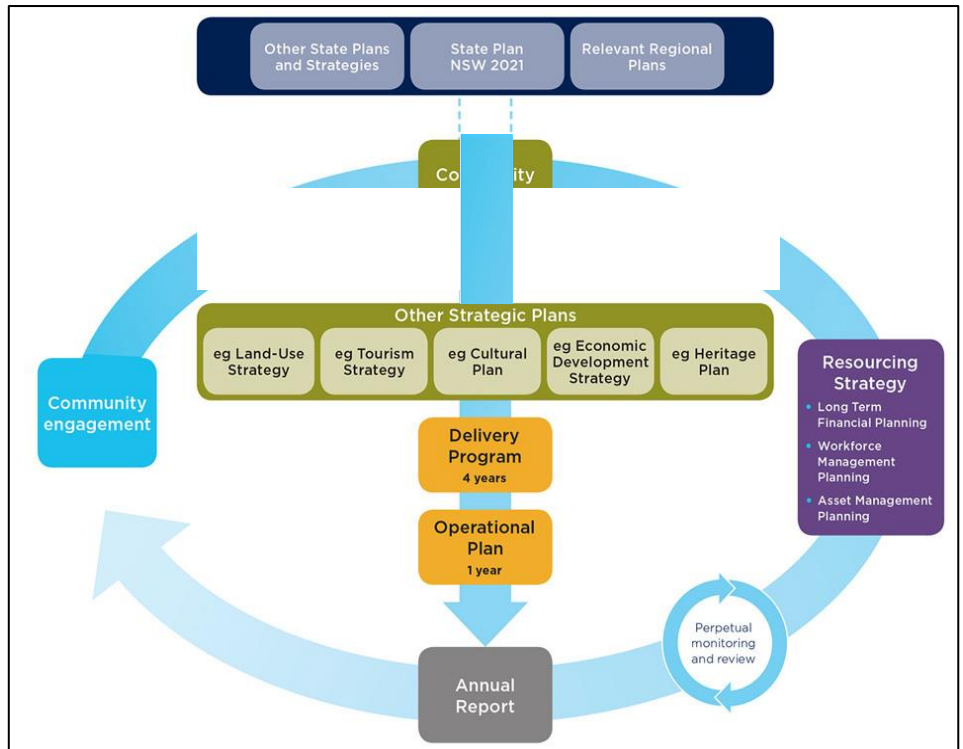 Other State Plans
and Strategies
State Plan
NSW 2021
Relevant Regional
Plans
Other Strategic Plans
eg Land-Use
Strategy
eg Tourism
Strategy
eg Cultural
Plan
eg Economic
Development
Strategy
eg Heritage
Plan
Community
engagement
Resourcing
Strategy
• Long Term
Financial Planning
• Workforce
Management
Planning
• Asset Management
Planning
Delivery
Program
4 years
Operational
Plan
1 year
Perpetual
monitoring
and review
Annual
Report